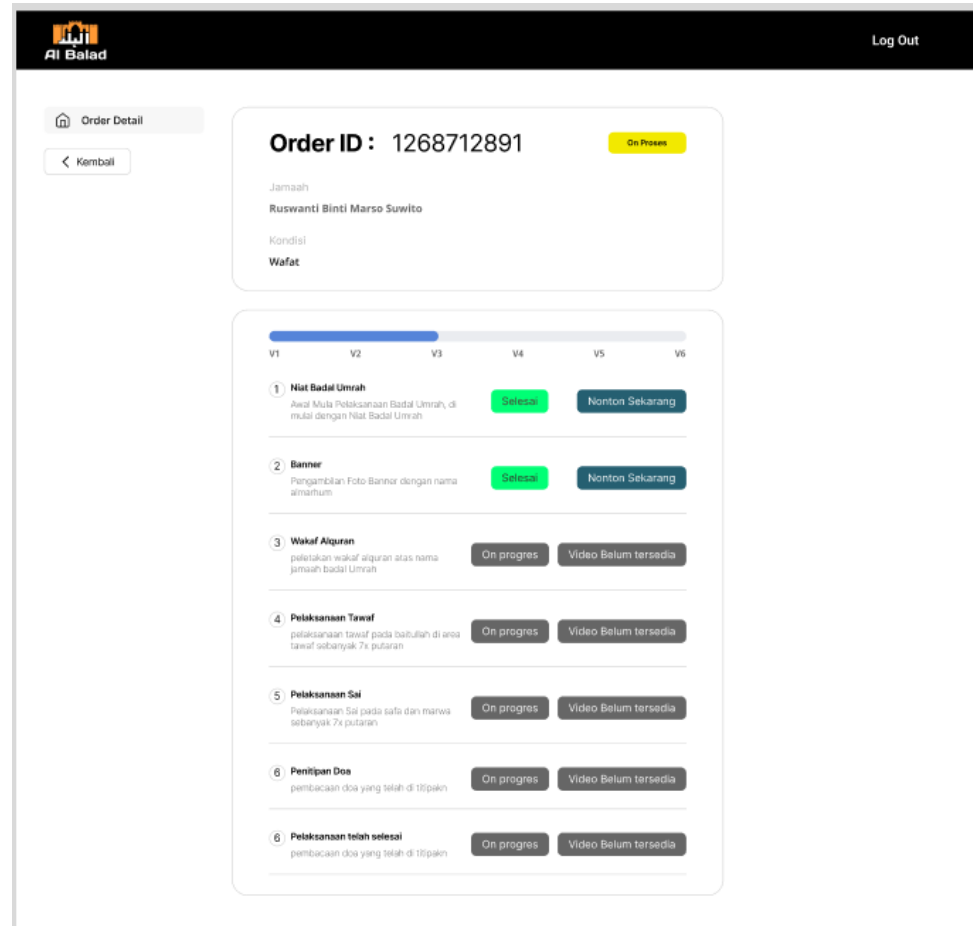 البلد
Al Balad
Log Out
Order Detail
Kembali
Order ID : 1268712891
On Proses
Jamaah
Ruswanti Binti Marso Suwito
Kondisi
Wafat
V1 V2 V3 V4 V5 V6
1 Niat Badal Umrah
Awal Mula Pelaksanaan Badal Umrah, di
mulai dengan Niat Badal Umrah
Selesai
Nonton Sekarang
2 Banner
Pengambilan Foto Banner dengan nama
almarhum
Selesai
Nonton Sekarang
3 Wakaf Alquran
peletakan wakaf alquran atas nama
jamaah badal Umrah
On progres
Video Belum tersedia
4 Pelaksanaan Tawaf
pelaksanaan tawaf pada baitullah di area
tawaf sebanyak 7x putaran
On progres
Video Belum tersedia
5 Pelaksanaan Sai
Pelaksanaan Sai pada safa dan marwa
sebanyak 7x putaran
On progres
Video Belum tersedia
6 Penitipan Doa
pembacaan doa yang telah di titipakn
On progres
Video Belum tersedia
6 Pelaksanaan telah selesai
pembacaan doa yang telah di titipakn
On progres
Video Belum tersedia